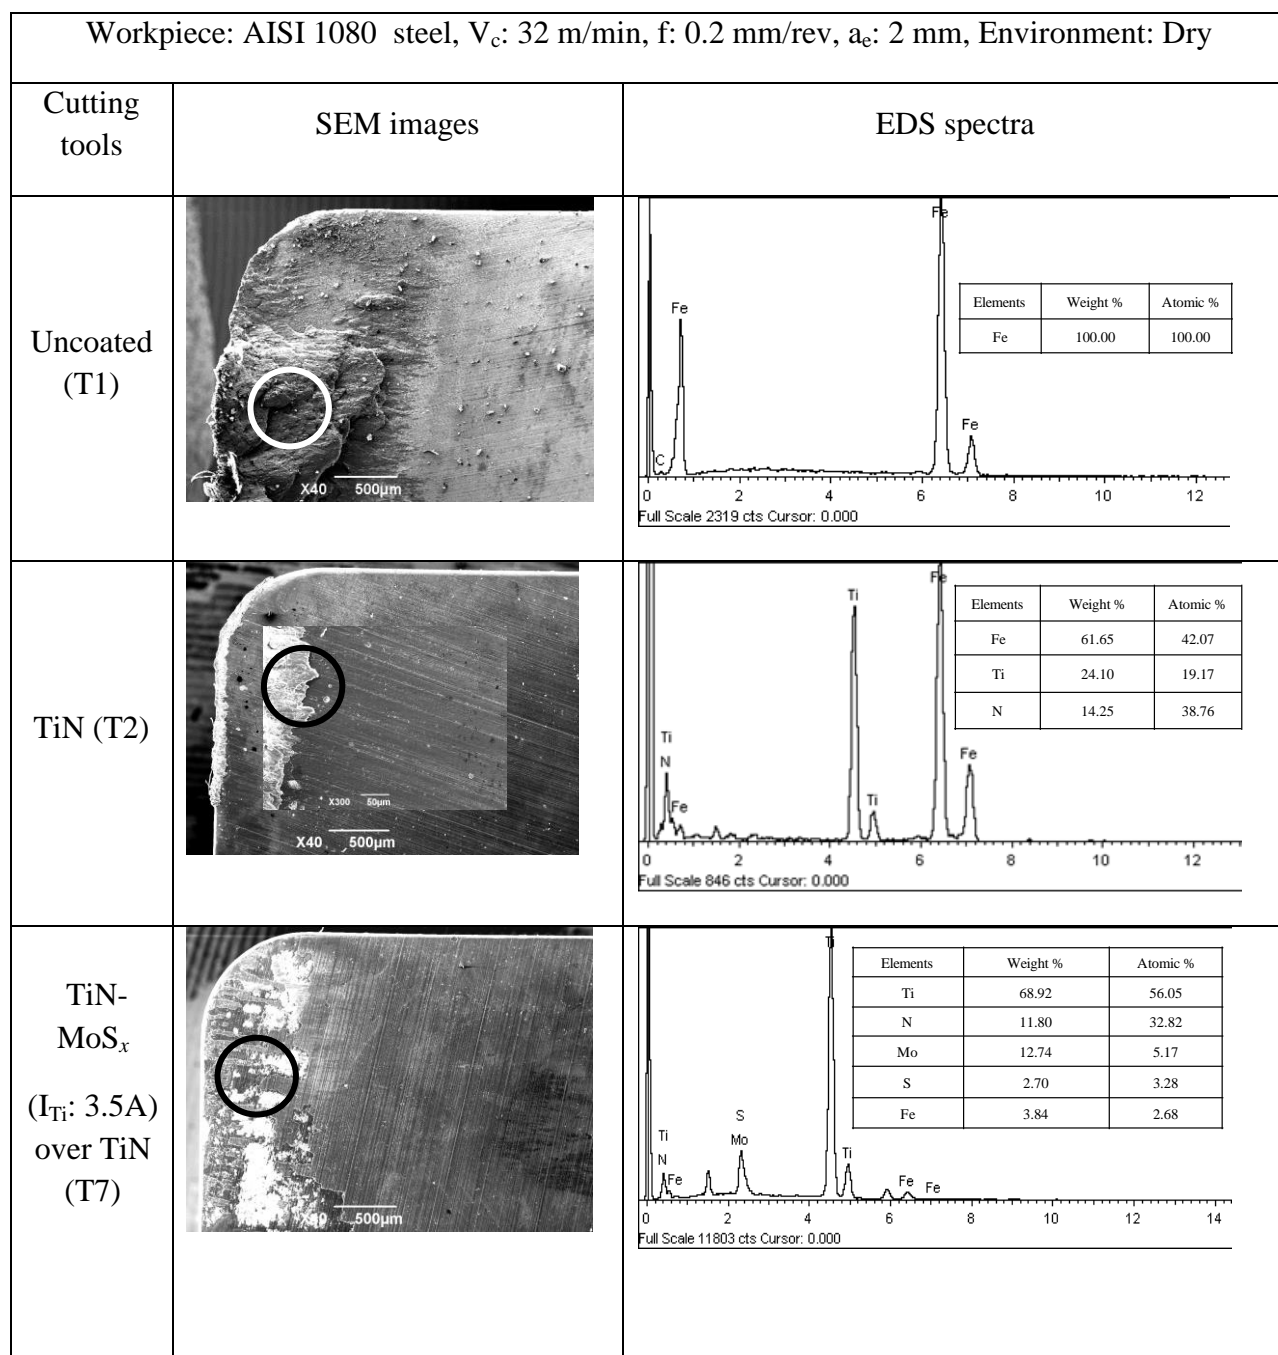 Workpiece: AISI 1080 steel, Vc: 32 m/min, f: 0.2 mm/rev, ae: 2 mm, Environment: Dry
Cutting tools
SEM images
EDS spectra
Uncoated (T1)
X40 500µm
Fe
Fe
Fe
C
Elements Weight % Atomic %
Fe 100.00 100.00
0 2 4 6 8 10 12
Full Scale 2319 cts Cursor: 0.000
TiN (T2)
X300 50µm
X40 500µm
Ti
N
Fe
Ti
Ti
Fe
Fe
Elements Weight % Atomic %
Fe 61.65 42.07
Ti 24.10 19.17
N 14.25 38.76
0 2 4 6 8 10 12
Full Scale 846 cts Cursor: 0.000
TiN-
MoSx
(ITi: 3.5A)
over TiN
(T7)
500µm
Ti
N
Fe
S
Mo
Ti
Ti
Fe
Fe
Elements Weight % Atomic %
Ti 68.92 56.05
N 11.80 32.82
Mo 12.74 5.17
S 2.70 3.28
Fe 3.84 2.68
0 2 4 6 8 10 12 14
Full Scale 11803 cts Cursor: 0.000